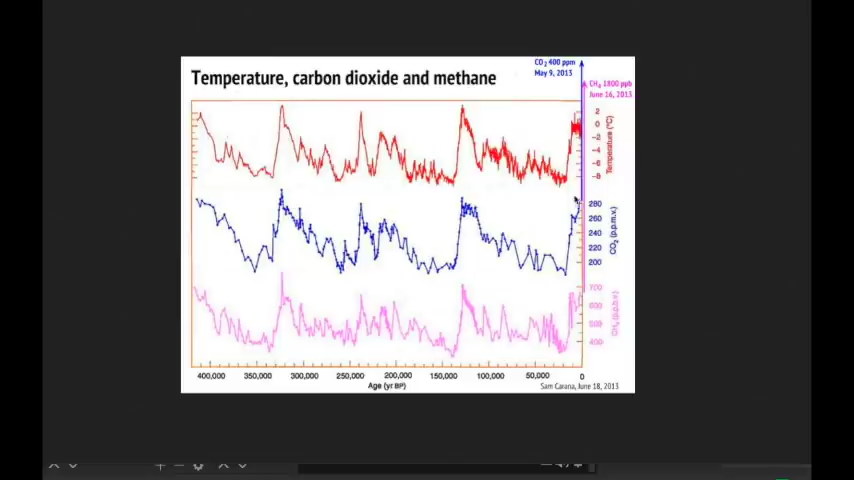 CO₂ 400 ppm
May 9, 2013
Temperature, carbon dioxide and methane
CH₄ 1800 ppb
June 16, 2013
2
0
-2
-4
-6
-8
Temperature (°C)
280
260
240
220
200
CO₂ (p.p.m.v.)
700
600
500
400
CH₄ (p.p.b.v.)
400,000 350,000 300,000 250,000 200,000 150,000 100,000 50,000 0
Age (yr BP)
Sam Carana, June 18, 2013